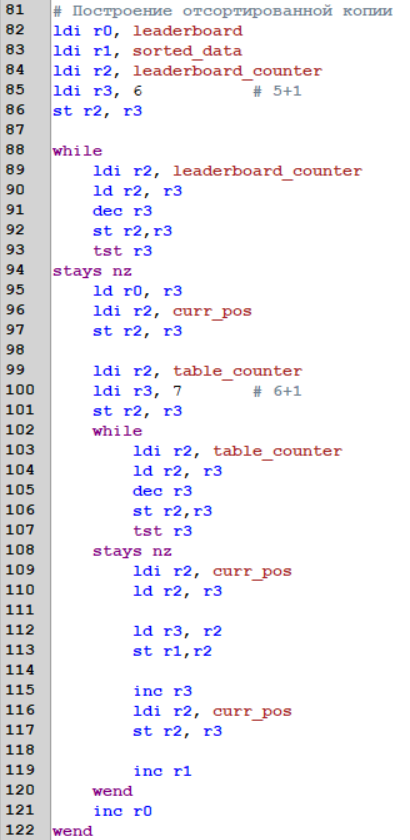 81 # Построение отсортированной копии
82 ldi r0, leaderboard
83 ldi r1, sorted_data
84 ldi r2, leaderboard_counter
85 ldi r3, 6 # 5+1
86 st r2, r3
87
88 while
89 ldi r2, leaderboard_counter
90 ld r2, r3
91 dec r3
92 st r2,r3
93 tst r3
94 stays nz
95 ld r0, r3
96 ldi r2, curr_pos
97 st r2, r3
98
99 ldi r2, table_counter
100 ldi r3, 7 # 6+1
101 st r2, r3
102 while
103 ldi r2, table_counter
104 ld r2, r3
105 dec r3
106 st r2,r3
107 tst r3
108 stays nz
109 ldi r2, curr_pos
110 ld r2, r3
111
112 ld r3, r2
113 st r1,r2
114
115 inc r3
116 ldi r2, curr_pos
117 st r2, r3
118
119 inc r1
120 wend
121 inc r0
122 wend